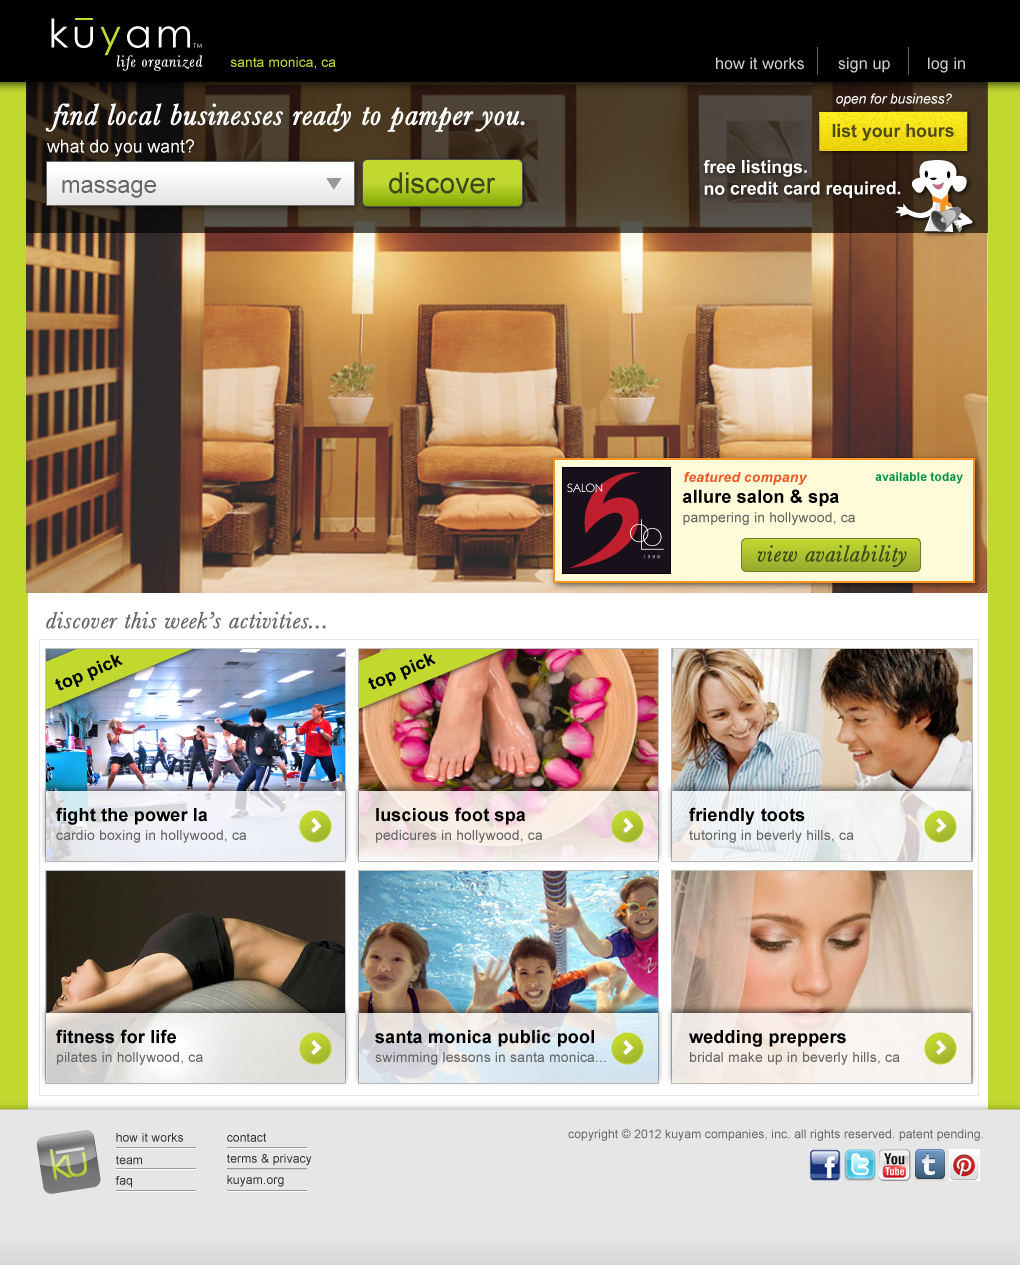 kūyam™
life organized
santa monica, ca
how it works
sign up
log in
find local businesses ready to pamper you.
what do you want?
massage
discover
open for business?
list your hours
free listings.
no credit card required.
SALON
500
1998
featured company
available today
allure salon & spa
pampering in hollywood, ca
view availability
discover this week's activities...
top pick
fight the power la
cardio boxing in hollywood, ca
top pick
luscious foot spa
pedicures in hollywood, ca
friendly toots
tutoring in beverly hills, ca
fitness for life
pilates in hollywood, ca
santa monica public pool
swimming lessons in santa monica...
wedding preppers
bridal make up in beverly hills, ca
kū
how it works
team
faq
contact
terms & privacy
kuyam.org
copyright © 2012 kuyam companies, inc. all rights reserved. patent pending.
f
t
You
Tube
t
p